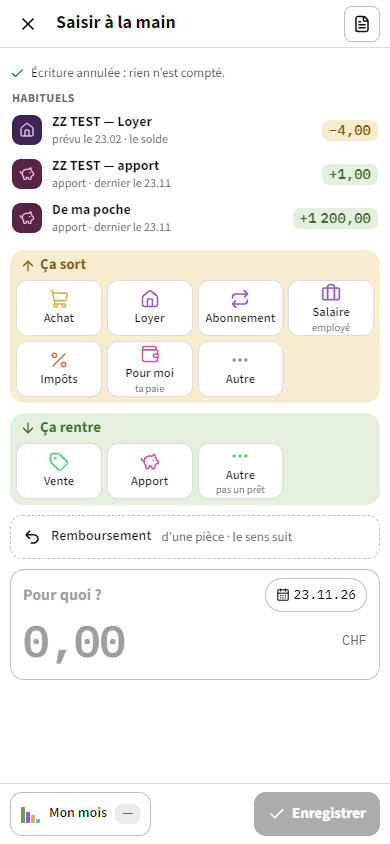 Saisir à la main
Écriture annulée : rien n’est compté.
HABITUELS
ZZ TEST — Loyer
prévu le 23.02 · le solde
−4,00
ZZ TEST — apport
apport · dernier le 23.11
+1,00
De ma poche
apport · dernier le 23.11
+1 200,00
Ça sort
Achat
Loyer
Abonnement
Salaire
employé
Impôts
Pour moi
ta paie
Autre
Ça rentre
Vente
Apport
Autre
pas un prêt
Remboursement d’une pièce · le sens suit
Pour quoi ?
23.11.26
0,00
CHF
Mon mois —
Enregistrer